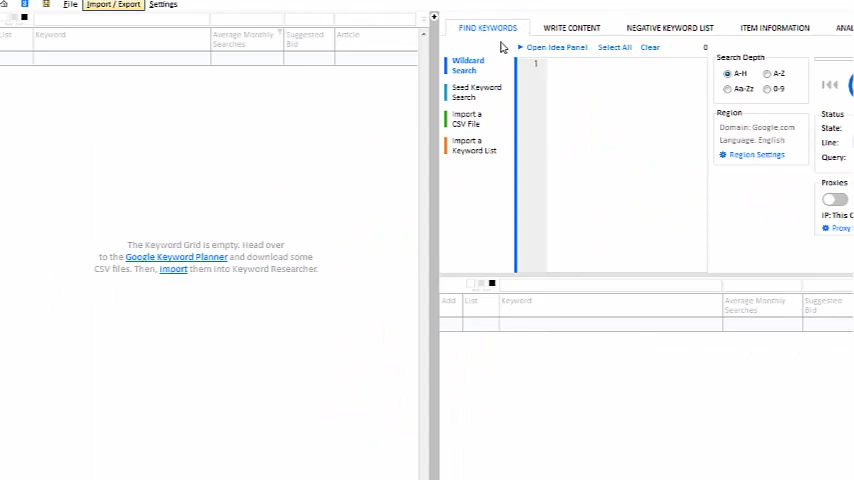 File Import / Export Settings
List Keyword Average Monthly Searches Suggested Bid Article
The Keyword Grid is empty. Head over
to the Google Keyword Planner and download some
CSV files. Then, Import them into Keyword Researcher.
FIND KEYWORDS WRITE CONTENT NEGATIVE KEYWORD LIST ITEM INFORMATION
Open Idea Panel Select All Clear 0
Wildcard
Search
Seed Keyword
Search
Import a
CSV File
Import a
Keyword List
1
Search Depth
A-H A-Z
Aa-Zz 0-9
Region
Domain: Google.com
Language: English
Region Settings
Status
State:
Line:
Query:
Proxies
IP: This C
Proxy
Add List Keyword Average Monthly Searches Suggested Bid